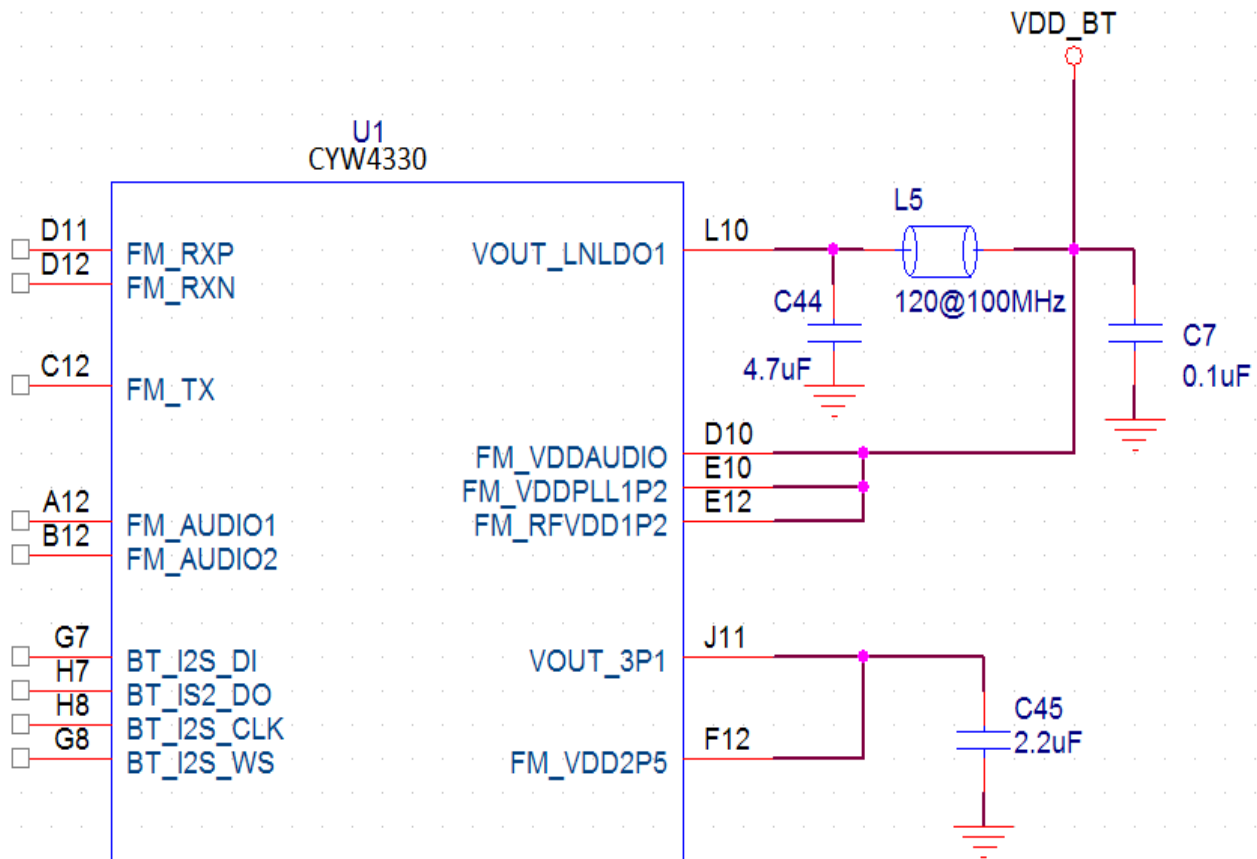 VDD_BT
U1
CYW4330
L5
D11
FM_RXP
VOUT_LNLDO1
L10
D12
FM_RXN
C44
120@100MHz
C7
4.7uF
0.1uF
C12
FM_TX
D10
FM_VDDAUDIO
E10
FM_VDDPLL1P2
E12
FM_RFVDD1P2
A12
FM_AUDIO1
B12
FM_AUDIO2
G7
BT_I2S_DI
VOUT_3P1
J11
H7
BT_IS2_DO
H8
BT_I2S_CLK
C45
2.2uF
G8
BT_I2S_WS
FM_VDD2P5
F12